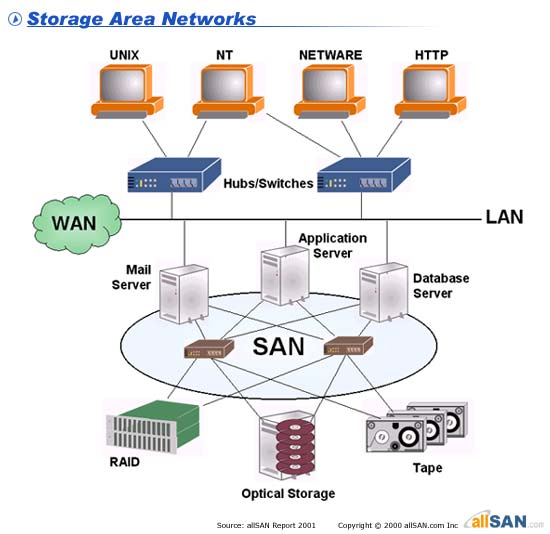 Storage Area Networks
UNIX NT NETWARE HTTP
Hubs/Switches
WAN
LAN
Application
Server
Mail
Server
Database
Server
SAN
RAID
Tape
Optical Storage
Source: allSAN Report 2001 Copyright © 2000 allSAN.com Inc
allSAN.com